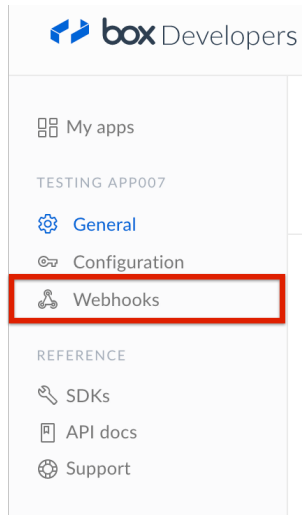 box Developers
My apps
TESTING APP007
General
Configuration
Webhooks
REFERENCE
SDKs
API docs
Support